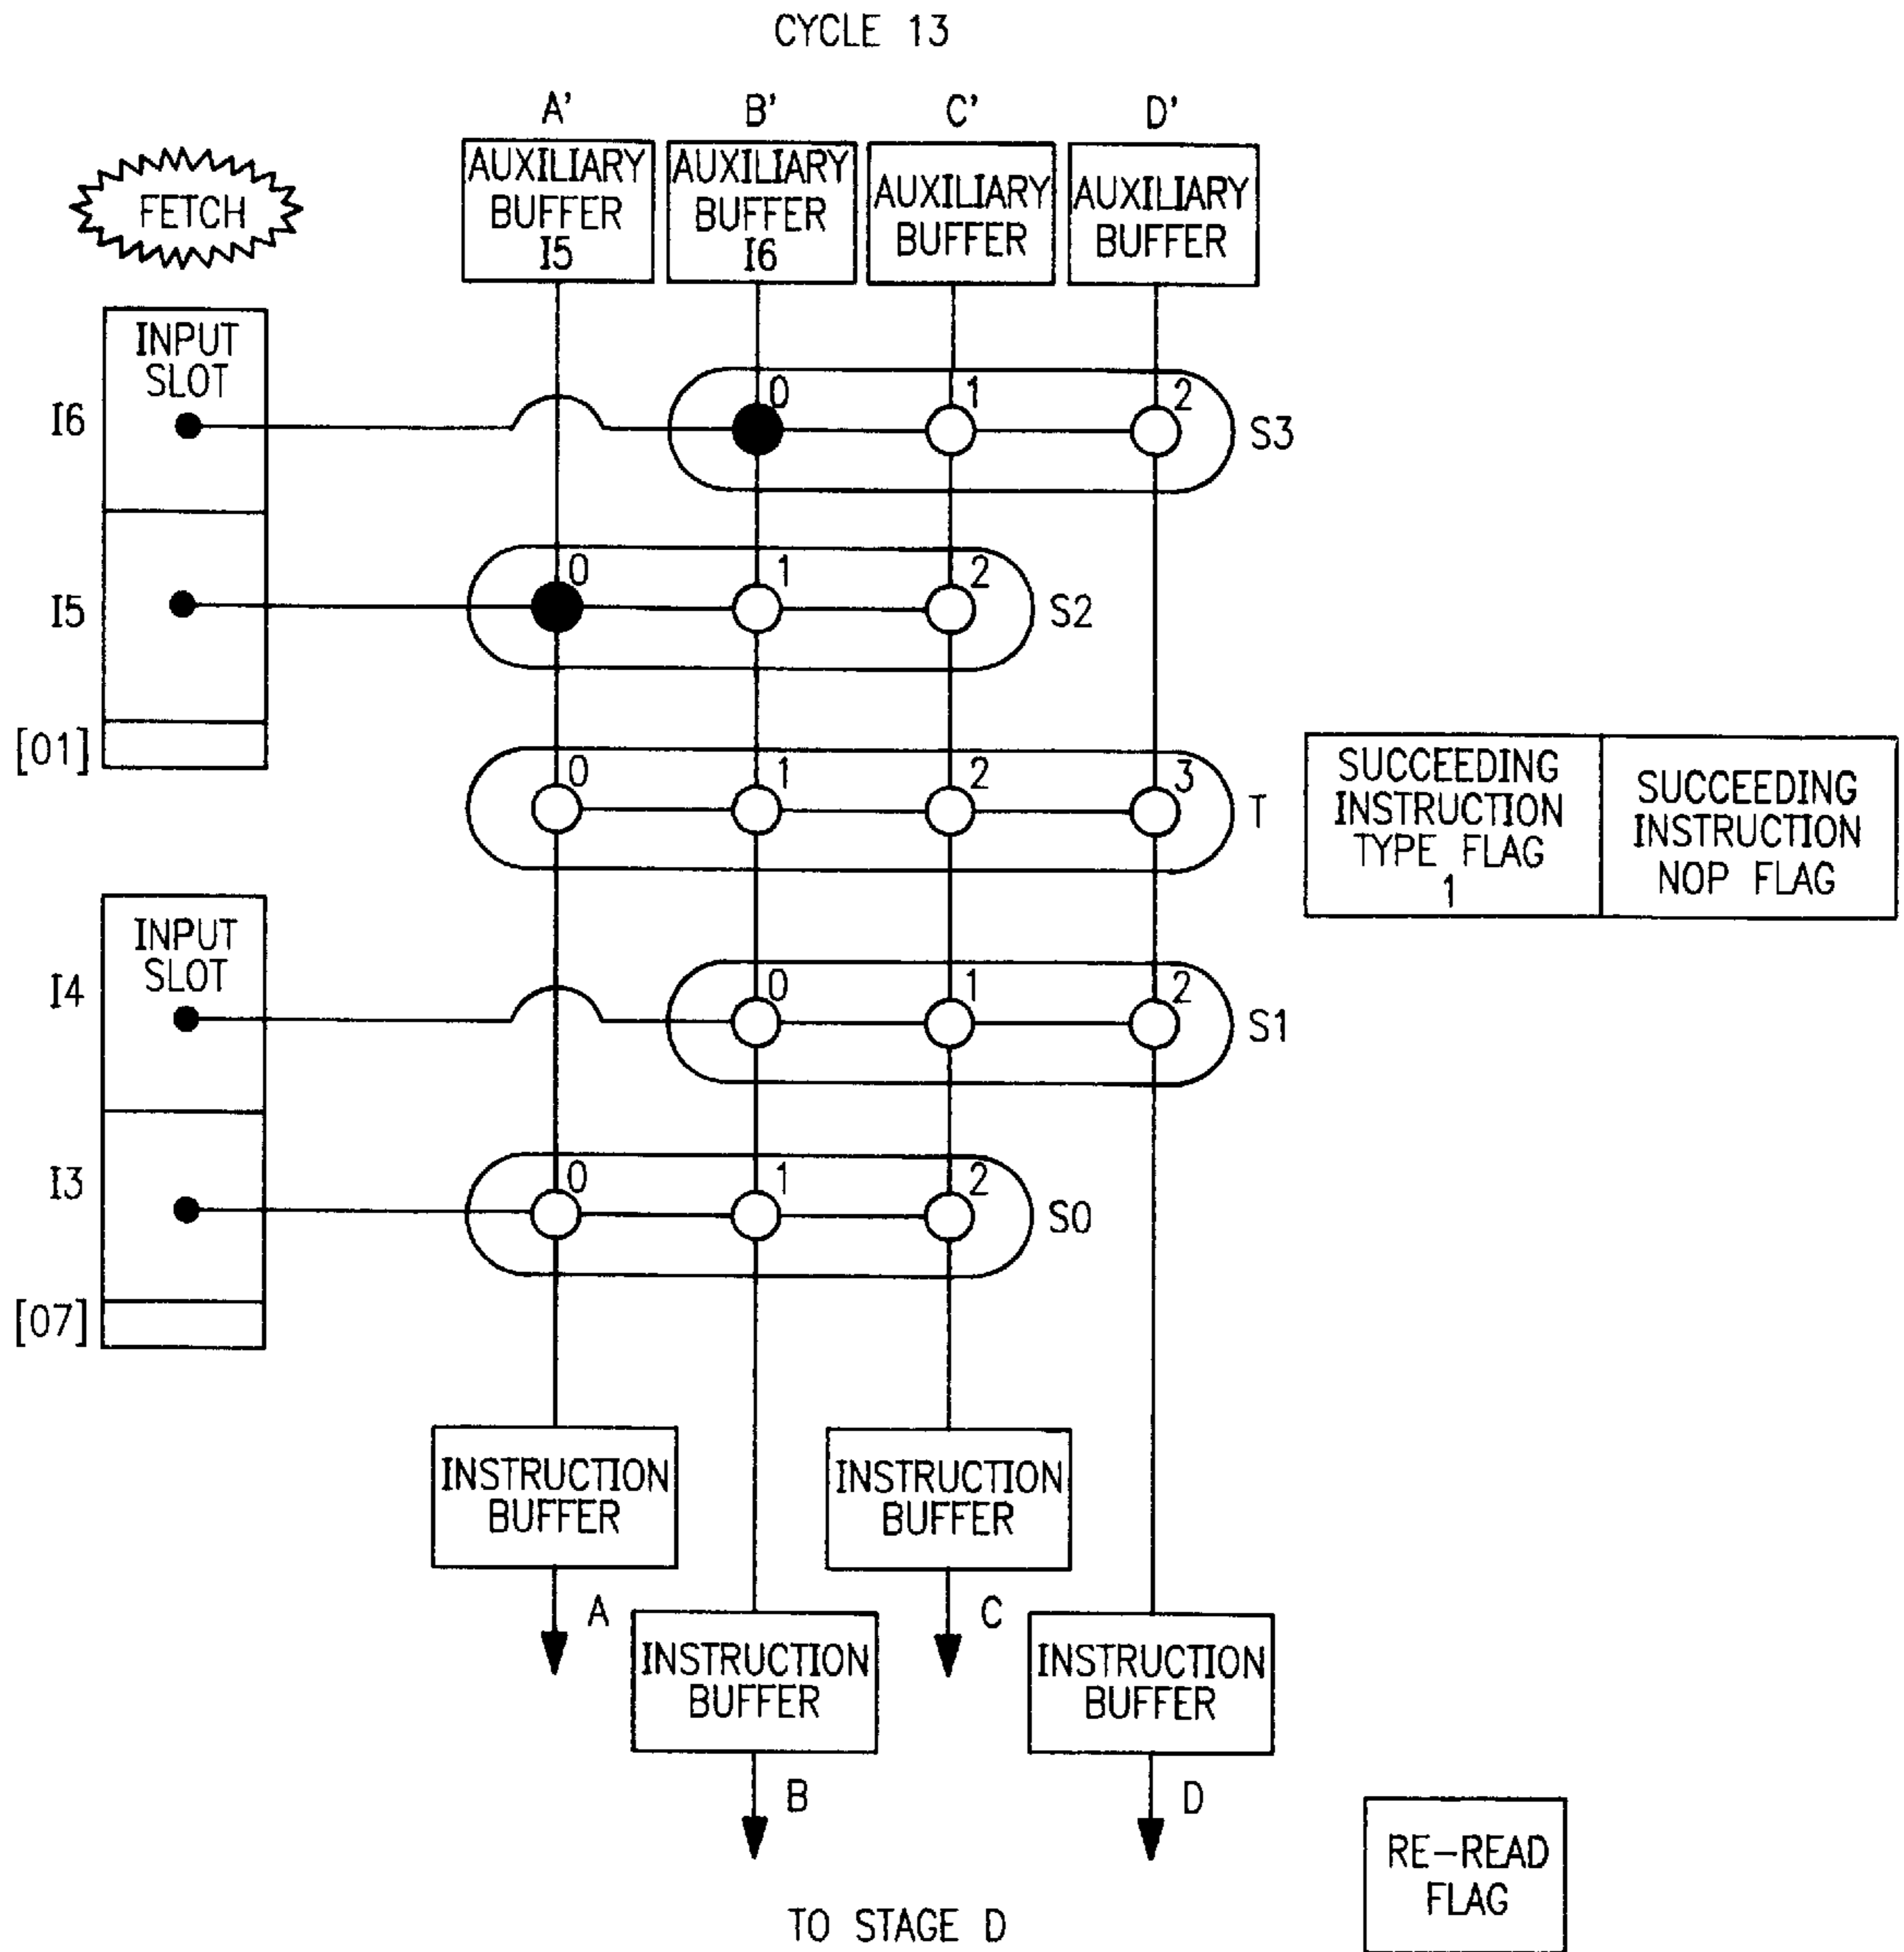 CYCLE 13
A' B' C' D'
FETCH
AUXILIARY
BUFFER
I5
AUXILIARY
BUFFER
I6
AUXILIARY
BUFFER
AUXILIARY
BUFFER
INPUT
SLOT
I6
0 1 2 S3
I5
0 1 2 S2
[01]
0 1 2 3 T
SUCCEEDING
INSTRUCTION
TYPE FLAG
1
SUCCEEDING
INSTRUCTION
NOP FLAG
INPUT
SLOT
I4
0 1 2 S1
I3
0 1 2 S0
[07]
INSTRUCTION
BUFFER
A
INSTRUCTION
BUFFER
C
INSTRUCTION
BUFFER
B
INSTRUCTION
BUFFER
D
RE-READ
FLAG
TO STAGE D